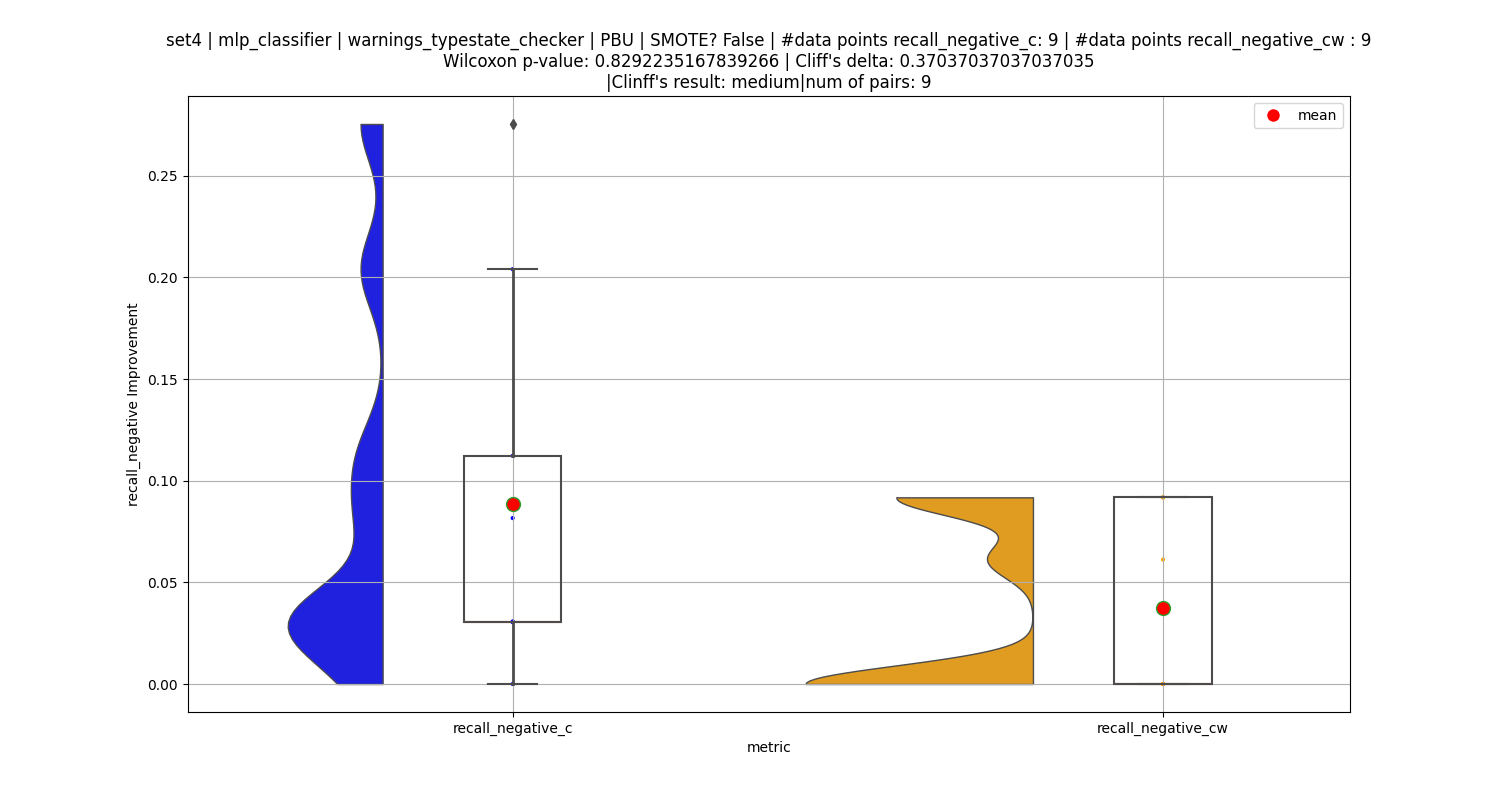 set4 | mlp_classifier | warnings_typestate_checker | PBU | SMOTE? False | #data points recall_negative_c: 9 | #data points recall_negative_cw : 9
Wilcoxon p-value: 0.8292235167839266 | Cliff's delta: 0.37037037037037035
|Clinff's result: medium|num of pairs: 9
mean
0.25
0.20
0.15
0.10
0.05
0.00
recall_negative Improvement
recall_negative_c
recall_negative_cw
metric